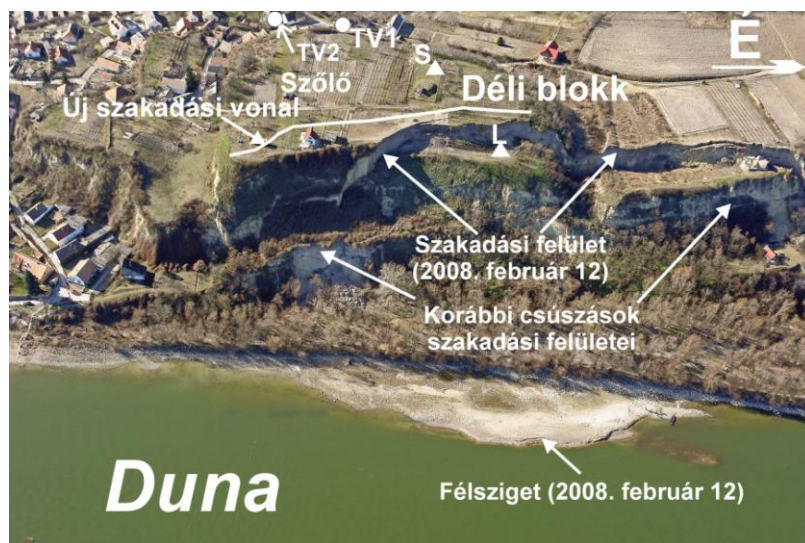 É
TV2
TV1
Szőlő
S
Déli blokk
Új szakadási vonal
L
Szakadási felület
(2008. február 12)
Korábbi csúszások
szakadási felületei
Duna
Félsziget (2008. február 12)